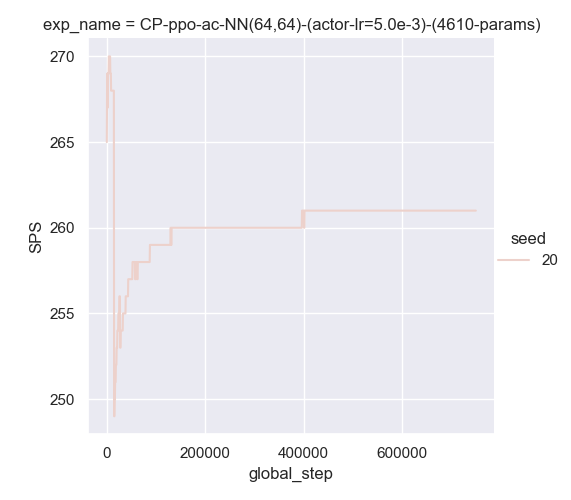 exp_name = CP-ppo-ac-NN(64,64)-(actor-lr=5.0e-3)-(4610-params)
270
265
260
255
250
SPS
0
200000
400000
600000
global_step
seed
20